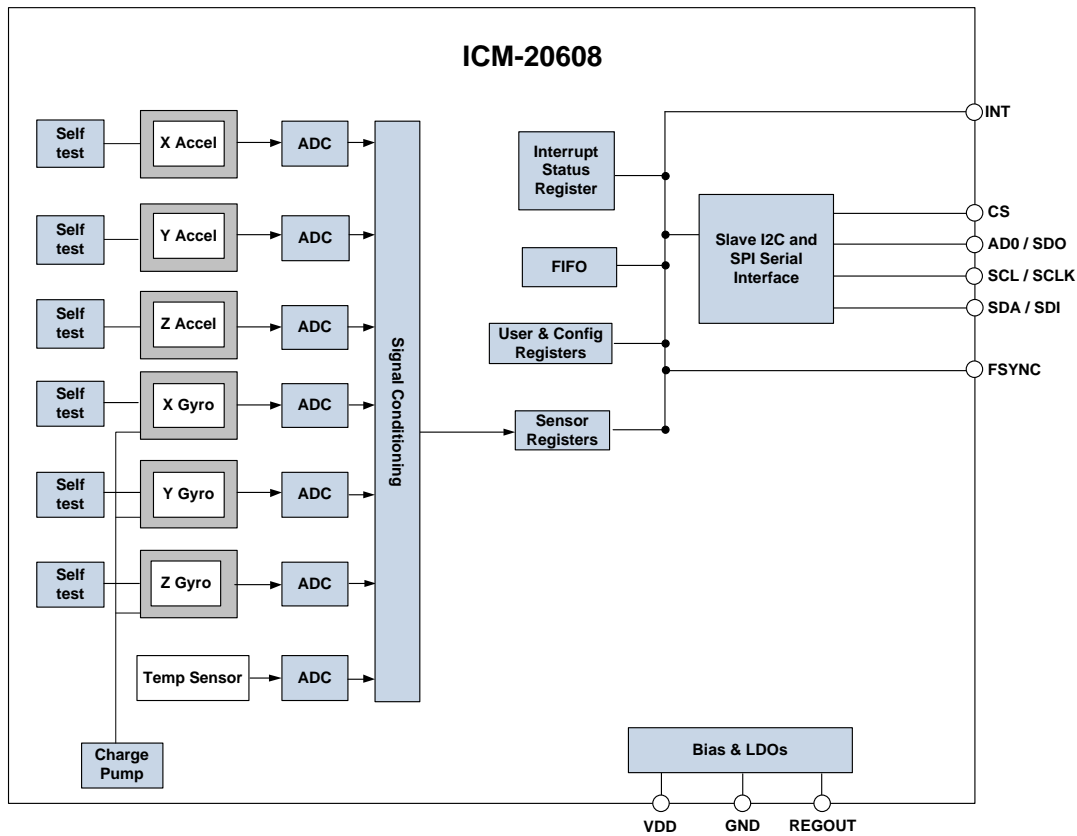 ICM-20608
Self
test
X Accel
ADC
Self
test
Y Accel
ADC
Self
test
Z Accel
ADC
Self
test
X Gyro
ADC
Self
test
Y Gyro
ADC
Self
test
Z Gyro
ADC
Temp Sensor
ADC
Charge
Pump
Signal Conditioning
Interrupt
Status
Register
FIFO
User & Config
Registers
Sensor
Registers
Slave I2C and
SPI Serial
Interface
INT
CS
AD0 / SDO
SCL / SCLK
SDA / SDI
FSYNC
Bias & LDOs
VDD
GND
REGOUT